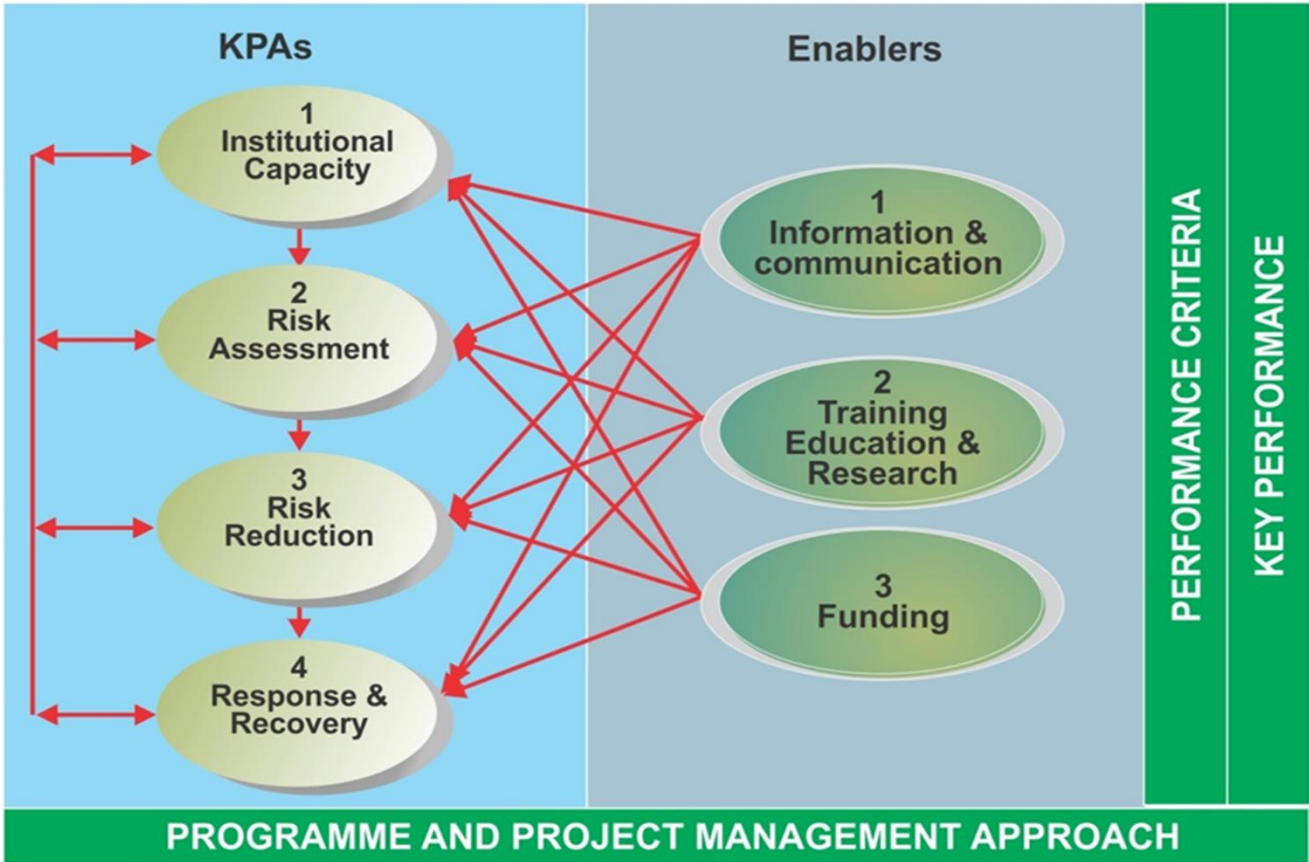 KPAs
1
Institutional
Capacity
2
Risk
Assessment
3
Risk
Reduction
4
Response &
Recovery
Enablers
1
Information &
communication
2
Training
Education &
Research
3
Funding
PERFORMANCE CRITERIA
KEY PERFORMANCE
PROGRAMME AND PROJECT MANAGEMENT APPROACH